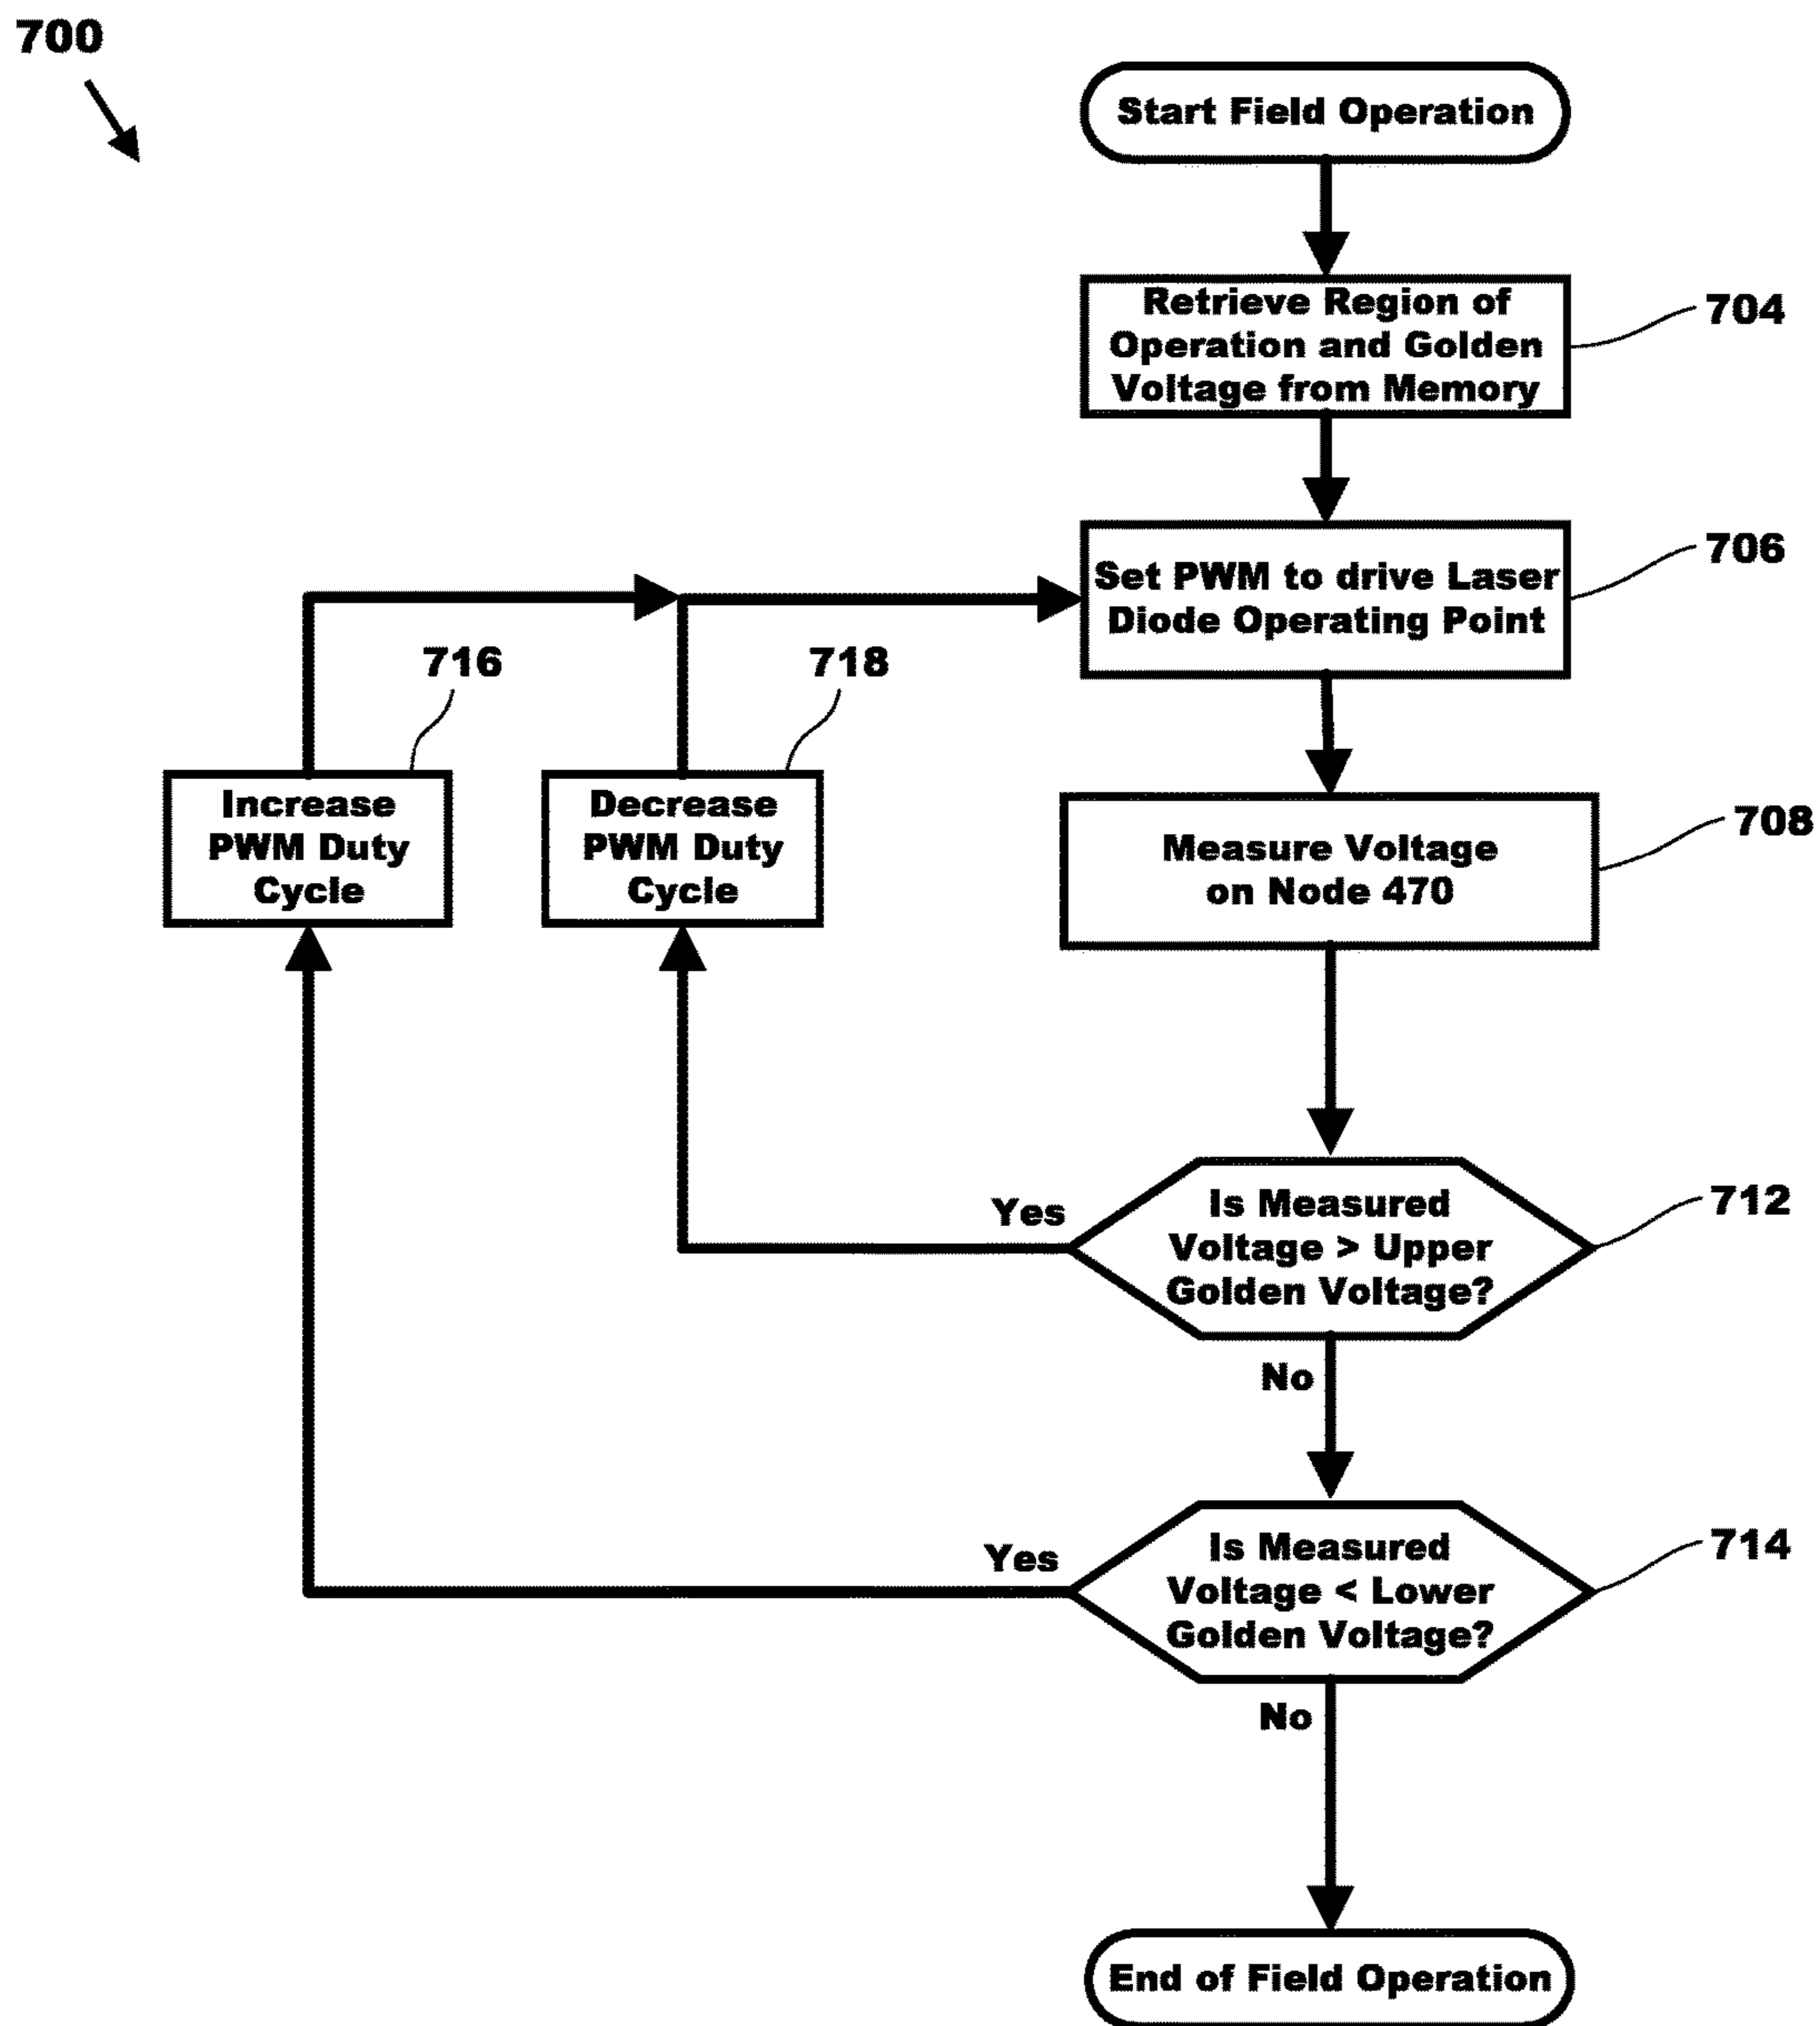 700
Start Field Operation
Retrieve Region of
Operation and Golden
Voltage from Memory
704
Set PWM to drive Laser
Diode Operating Point
706
716
718
Increase
PWM Duty
Cycle
Decrease
PWM Duty
Cycle
Measure Voltage
on Node 470
708
Yes
Is Measured
Voltage > Upper
Golden Voltage?
712
No
Yes
Is Measured
Voltage < Lower
Golden Voltage?
714
No
End of Field Operation